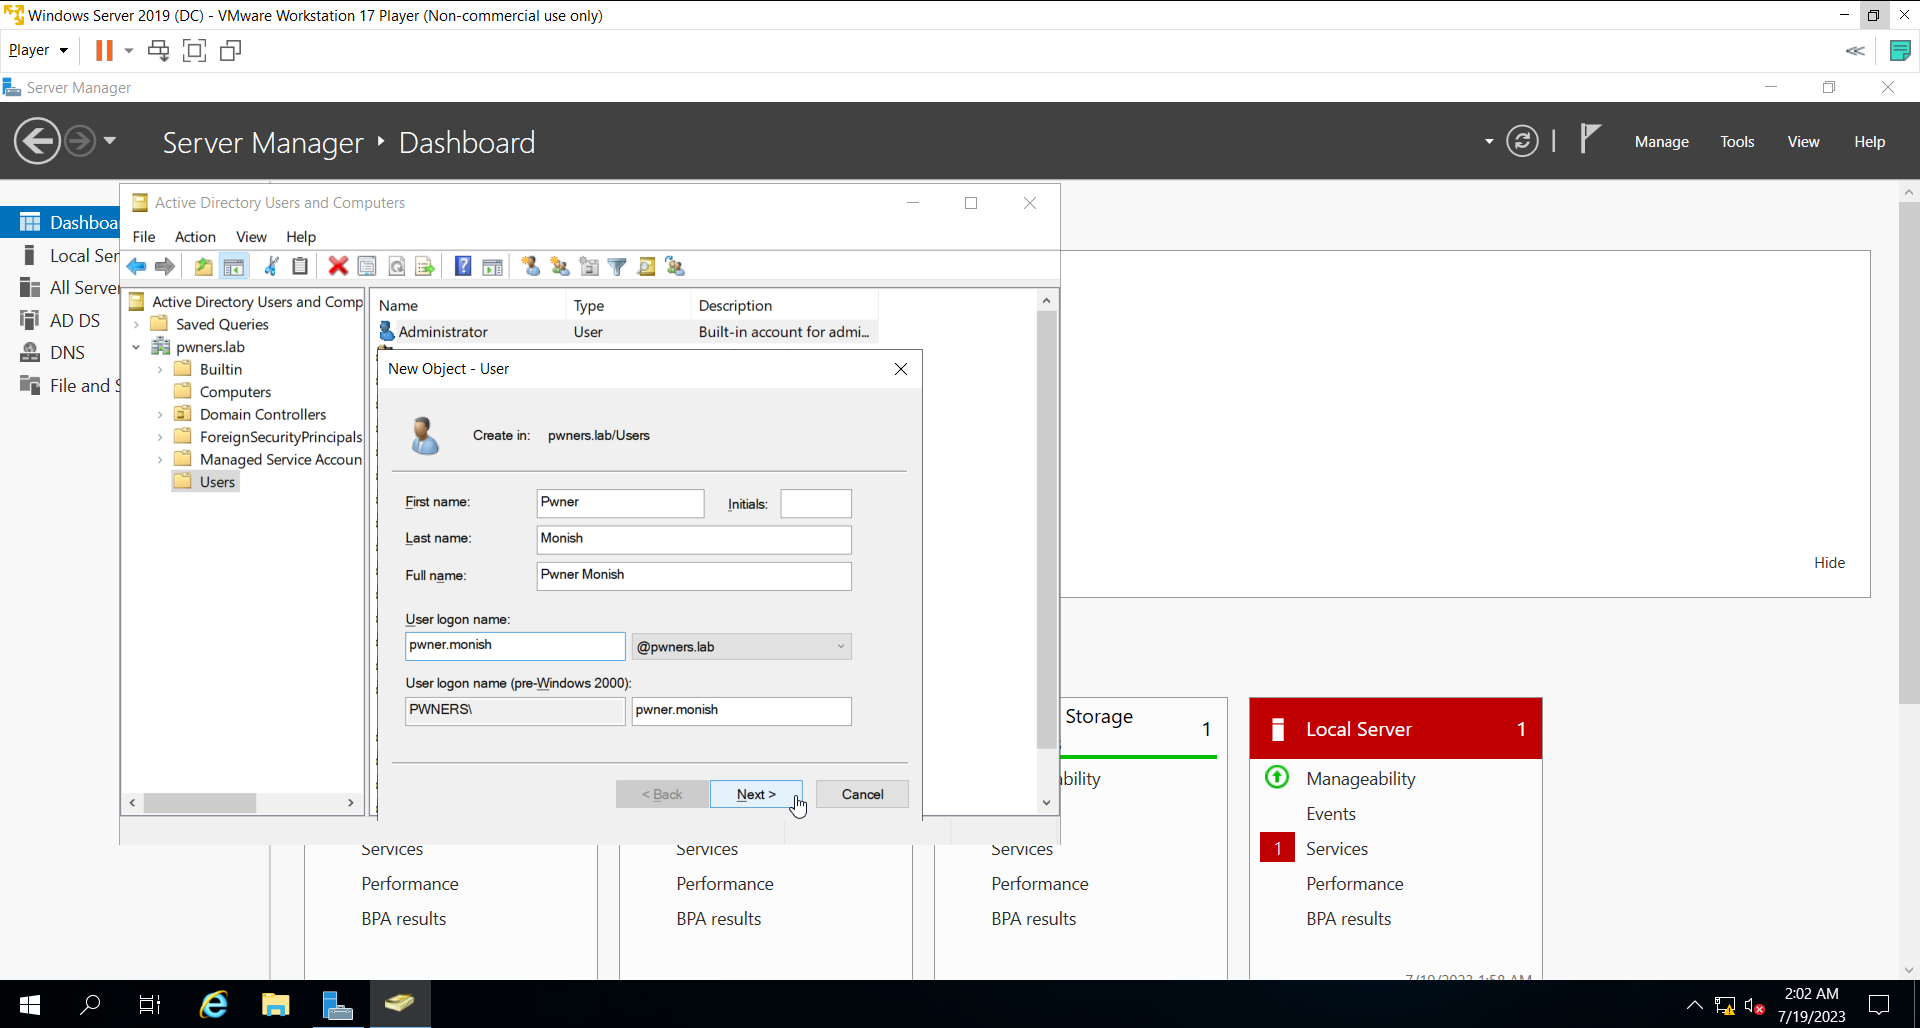 Windows Server 2019 (DC) - VMware Workstation 17 Player (Non-commercial use only)
Player
Server Manager
Server Manager Dashboard
Manage Tools View Help
Dashboa
Local Ser
All Server
AD DS
DNS
File and S
Active Directory Users and Computers
File Action View Help
Active Directory Users and Comp
Saved Queries
pwners.lab
Builtin
Computers
Domain Controllers
ForeignSecurityPrincipals
Managed Service Accoun
Users
Name Type Description
Administrator User Built-in account for admi...
New Object - User
Create in: pwners.lab/Users
First name: Pwner Initials:
Last name: Monish
Full name: Pwner Monish
User logon name:
pwner.monish @pwners.lab
User logon name (pre-Windows 2000):
PWNERS\ pwner.monish
< Back Next > Cancel
Hide
Storage 1
bility
Services
Performance
BPA results
Services
Performance
BPA results
Services
Performance
BPA results
Local Server 1
Manageability
Events
1 Services
Performance
BPA results
2:02 AM
7/19/2023